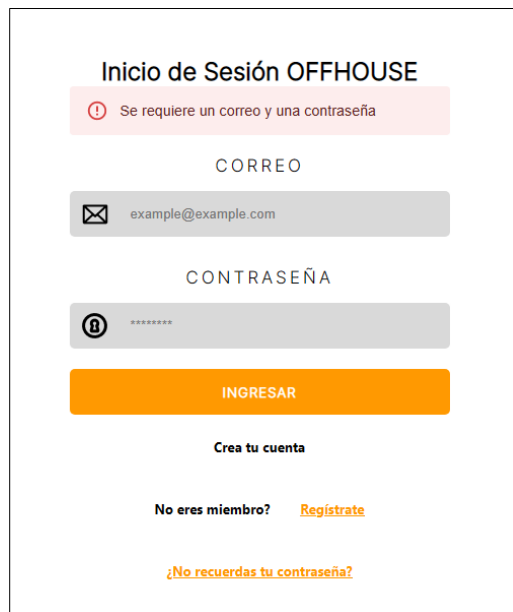 Inicio de Sesión OFFHOUSE
Se requiere un correo y una contraseña
CORREO
example@example.com
CONTRASEÑA
********
INGRESAR
Crea tu cuenta
No eres miembro? Regístrate
¿No recuerdas tu contraseña?